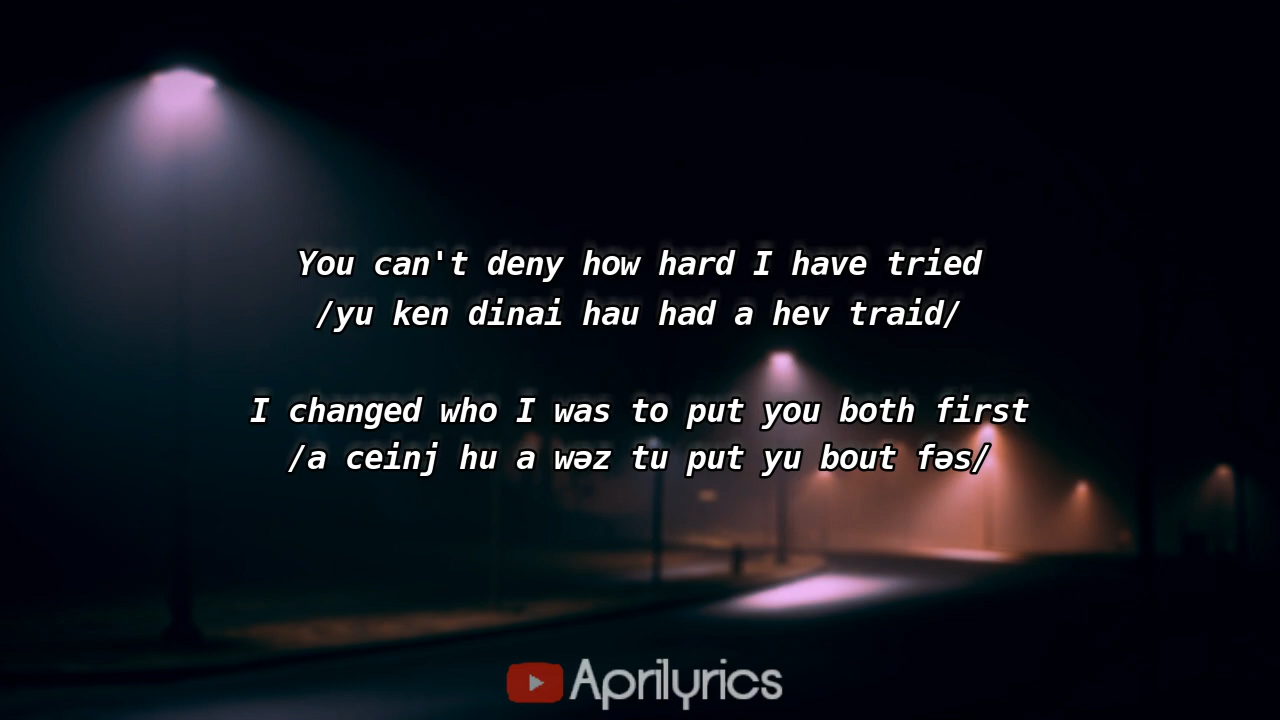 You can't deny how hard I have tried
/yu ken dinai hau had a hev traid/
I changed who I was to put you both first
/a ceinj hu a wəz tu put yu bout fəs/
Aprilyrics